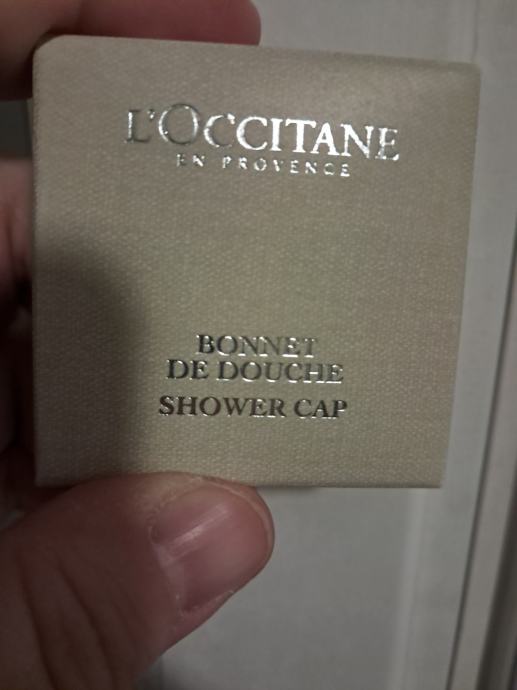 L'OCCITANE
EN PROVENCE
BONNET
DE DOUCHE
SHOWER CAP